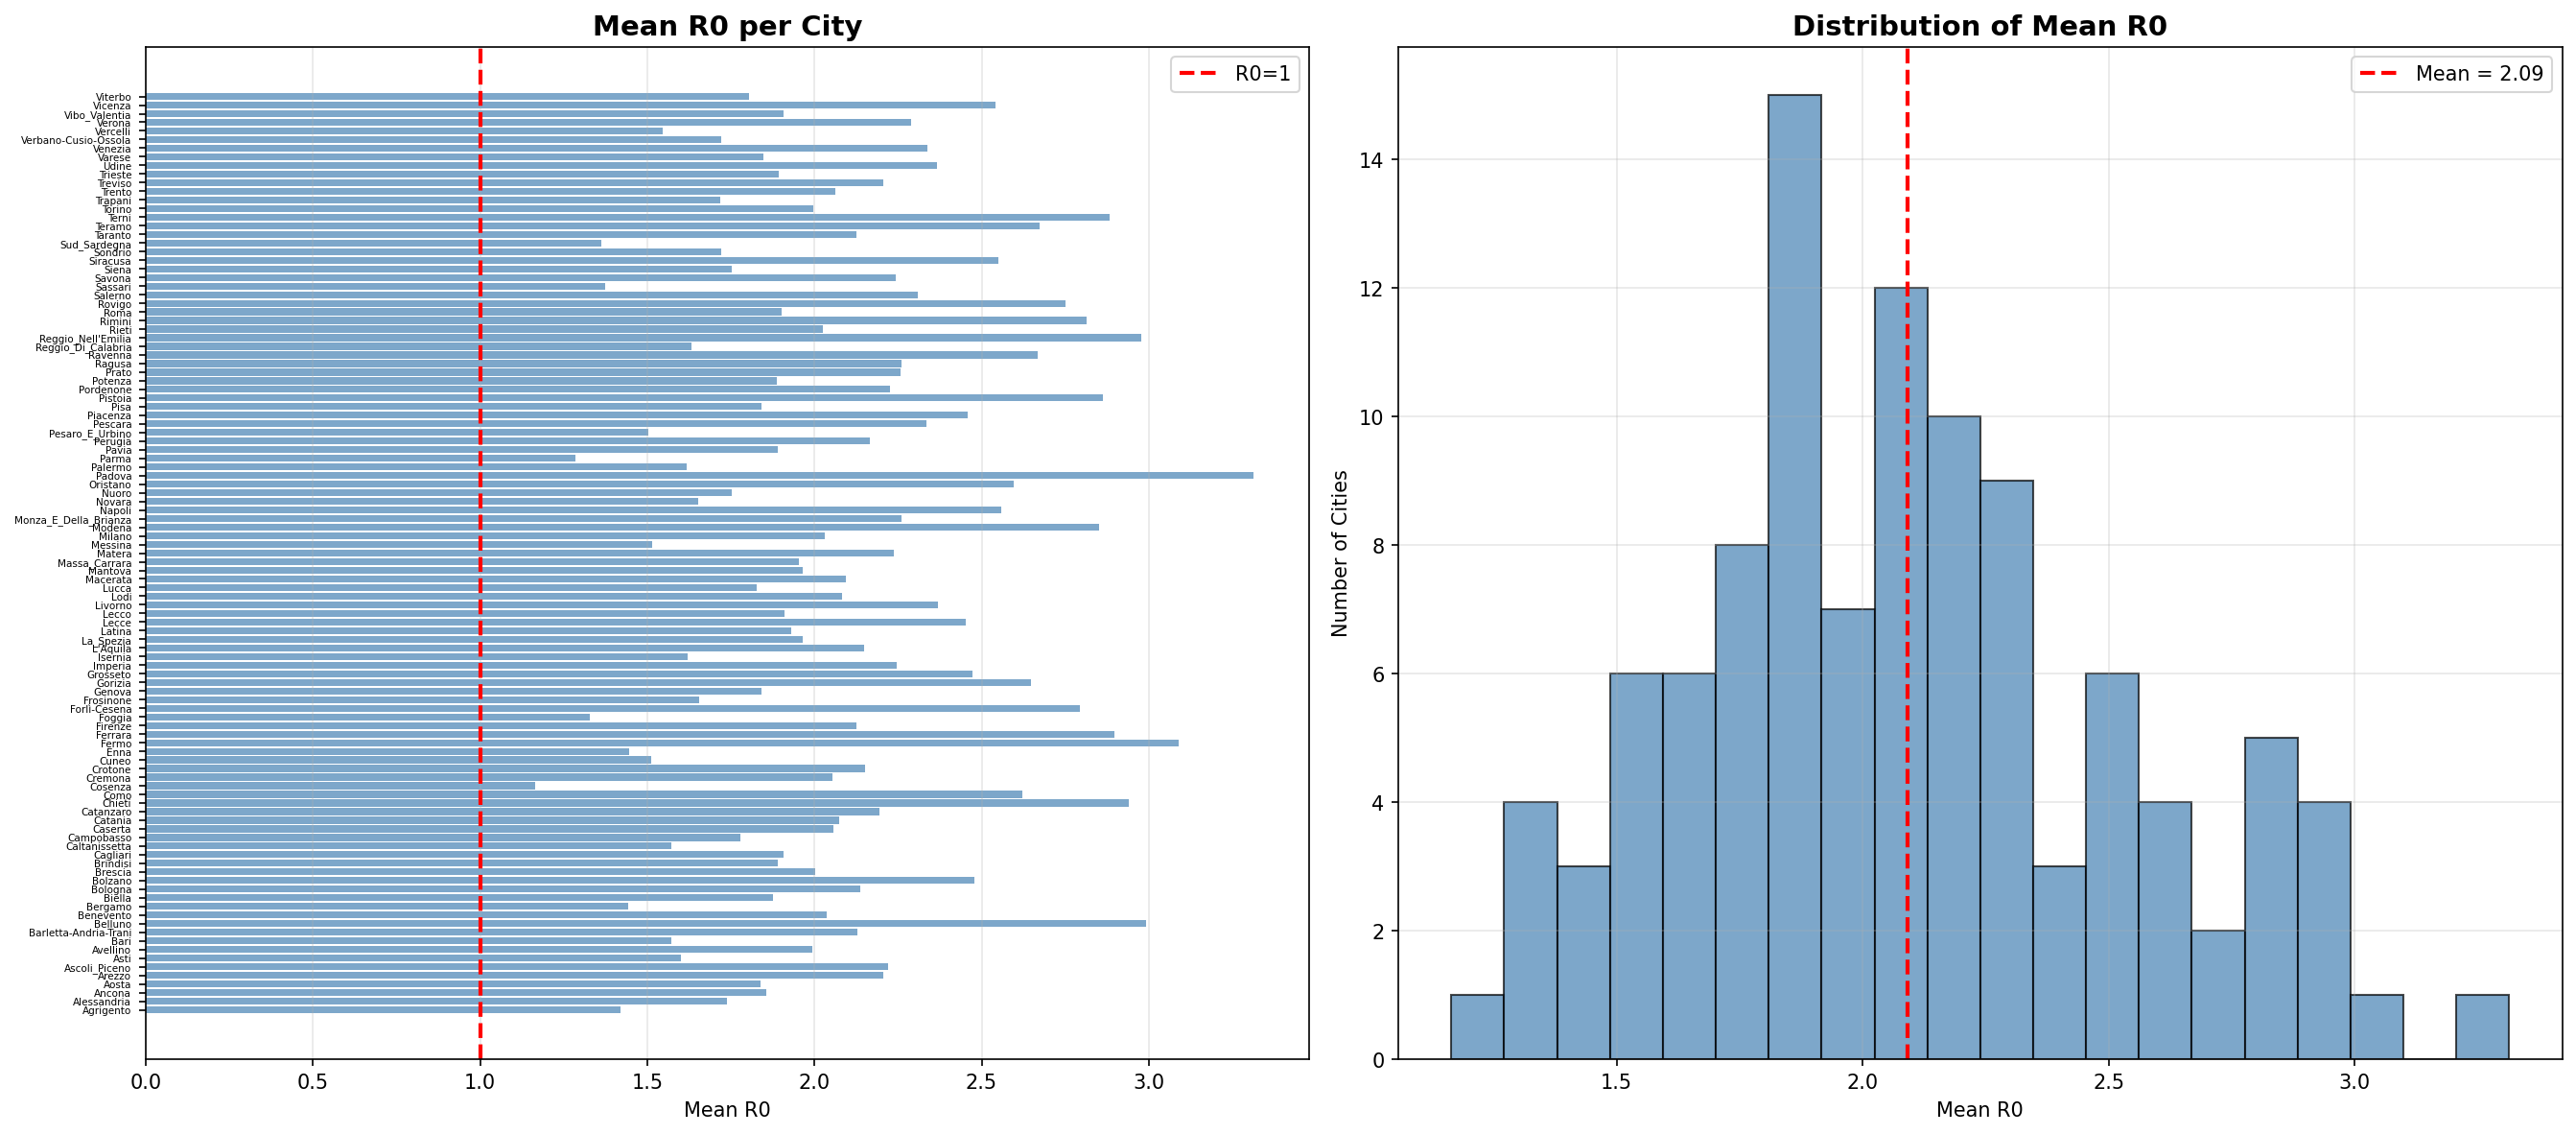 Mean R0 per City
R0=1
Viterbo
Vicenza
Vibo_Valentia
Verona
Vercelli
Verbano-Cusio-Ossola
Venezia
Varese
Udine
Trieste
Treviso
Trento
Trapani
Torino
Terni
Teramo
Taranto
Sud_Sardegna
Sondrio
Siracusa
Siena
Savona
Sassari
Salerno
Rovigo
Roma
Rimini
Rieti
Reggio_Nell'Emilia
Reggio_Di_Calabria
Ravenna
Ragusa
Prato
Potenza
Pordenone
Pistoia
Pisa
Piacenza
Pescara
Pesaro_E_Urbino
Perugia
Pavia
Parma
Palermo
Padova
Oristano
Nuoro
Novara
Napoli
Monza_E_Della_Brianza
Modena
Milano
Messina
Matera
Massa_Carrara
Mantova
Macerata
Lucca
Lodi
Livorno
Lecco
Lecce
Latina
La_Spezia
L'Aquila
Isernia
Imperia
Grosseto
Gorizia
Genova
Frosinone
Forlì-Cesena
Foggia
Firenze
Ferrara
Fermo
Enna
Cuneo
Crotone
Cremona
Cosenza
Como
Chieti
Catanzaro
Catania
Caserta
Campobasso
Caltanissetta
Cagliari
Brindisi
Brescia
Bolzano
Bologna
Biella
Bergamo
Benevento
Belluno
Barletta-Andria-Trani
Bari
Avellino
Asti
Ascoli_Piceno
Arezzo
Aosta
Ancona
Alessandria
Agrigento
0.0 0.5 1.0 1.5 2.0 2.5 3.0
Mean R0
Distribution of Mean R0
Mean = 2.09
Number of Cities
14
12
10
8
6
4
2
0
1.5 2.0 2.5 3.0
Mean R0